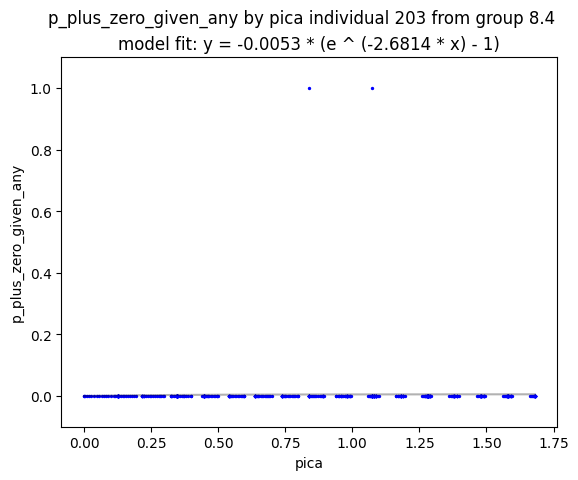 p_plus_zero_given_any by pica individual 203 from group 8.4
model fit: y = -0.0053 * (e ^ (-2.6814 * x) - 1)
1.0
0.8
0.6
0.4
0.2
0.0
p_plus_zero_given_any
0.00 0.25 0.50 0.75 1.00 1.25 1.50 1.75
pica